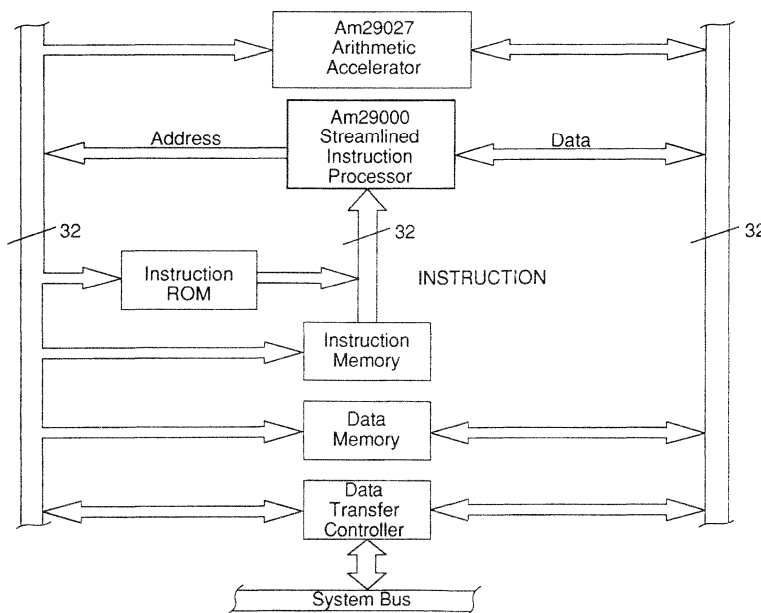 Am29027
Arithmetic
Accelerator
Am29000
Streamlined
Instruction
Processor
Address
Data
32
32
32
Instruction
ROM
INSTRUCTION
Instruction
Memory
Data
Memory
Data
Transfer
Controller
System Bus